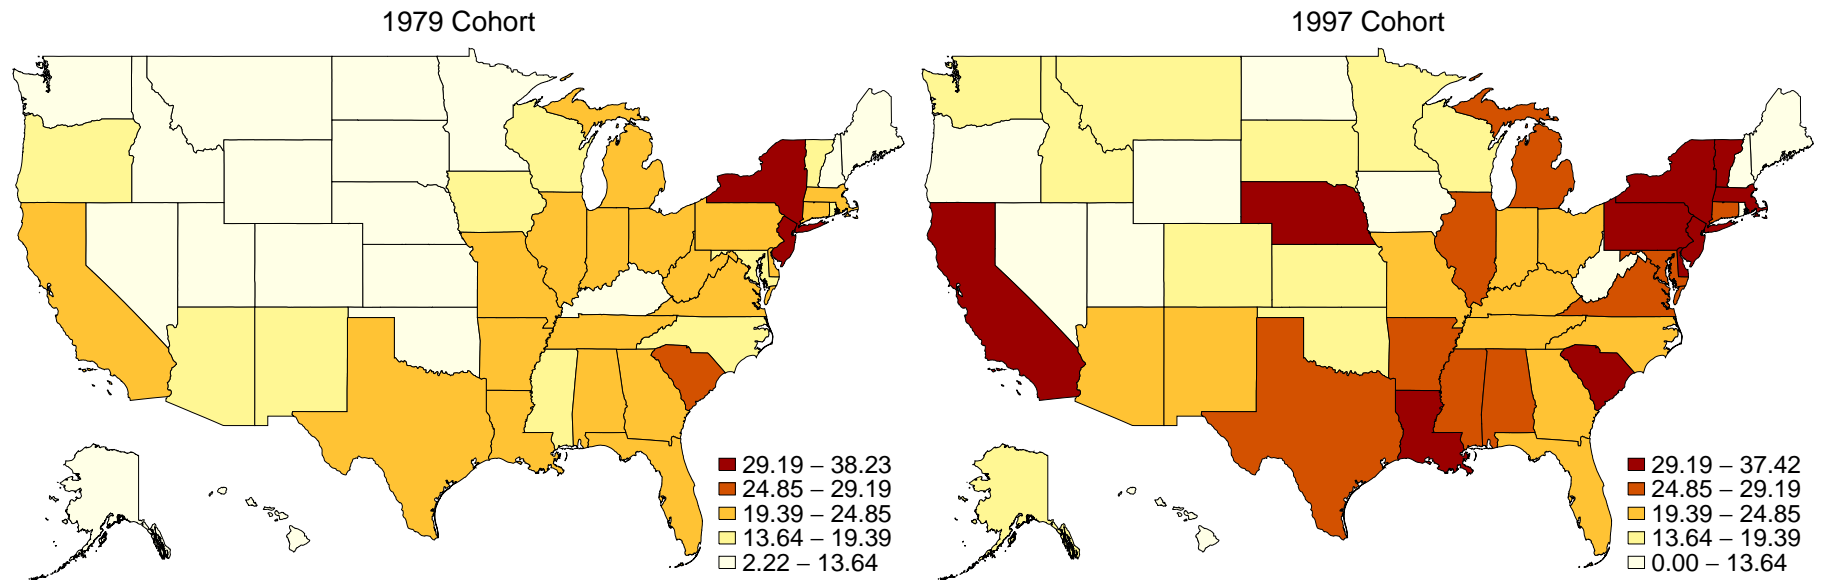 1979 Cohort
29.19 – 38.23
24.85 – 29.19
19.39 – 24.85
13.64 – 19.39
2.22 – 13.64
1997 Cohort
29.19 – 37.42
24.85 – 29.19
19.39 – 24.85
13.64 – 19.39
0.00 – 13.64